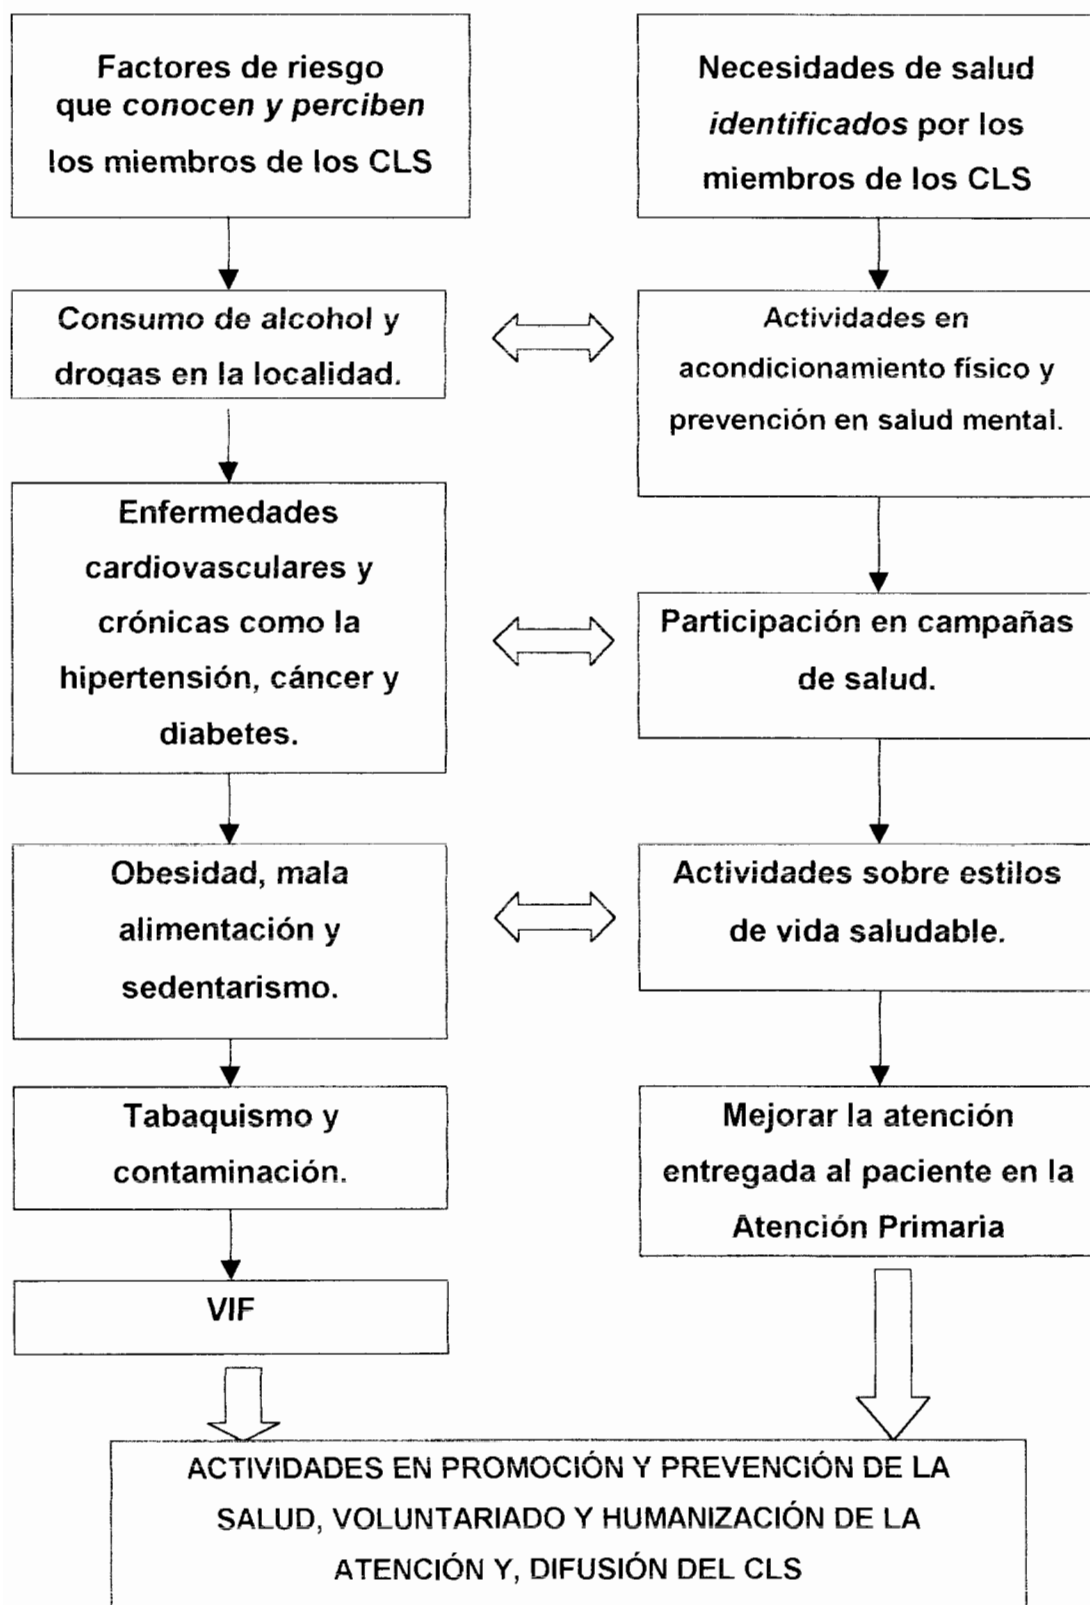 Factores de riesgo
que conocen y perciben
los miembros de los CLS
Necesidades de salud
identificados por los
miembros de los CLS
Consumo de alcohol y
drogas en la localidad.
Actividades en
acondicionamiento físico y
prevención en salud mental.
Enfermedades
cardiovasculares y
crónicas como la
hipertensión, cáncer y
diabetes.
Participación en campañas
de salud.
Obesidad, mala
alimentación y
sedentarismo.
Actividades sobre estilos
de vida saludable.
Tabaquismo y
contaminación.
Mejorar la atención
entregada al paciente en la
Atención Primaria
VIF
ACTIVIDADES EN PROMOCIÓN Y PREVENCIÓN DE LA
SALUD, VOLUNTARIADO Y HUMANIZACIÓN DE LA
ATENCIÓN Y, DIFUSIÓN DEL CLS